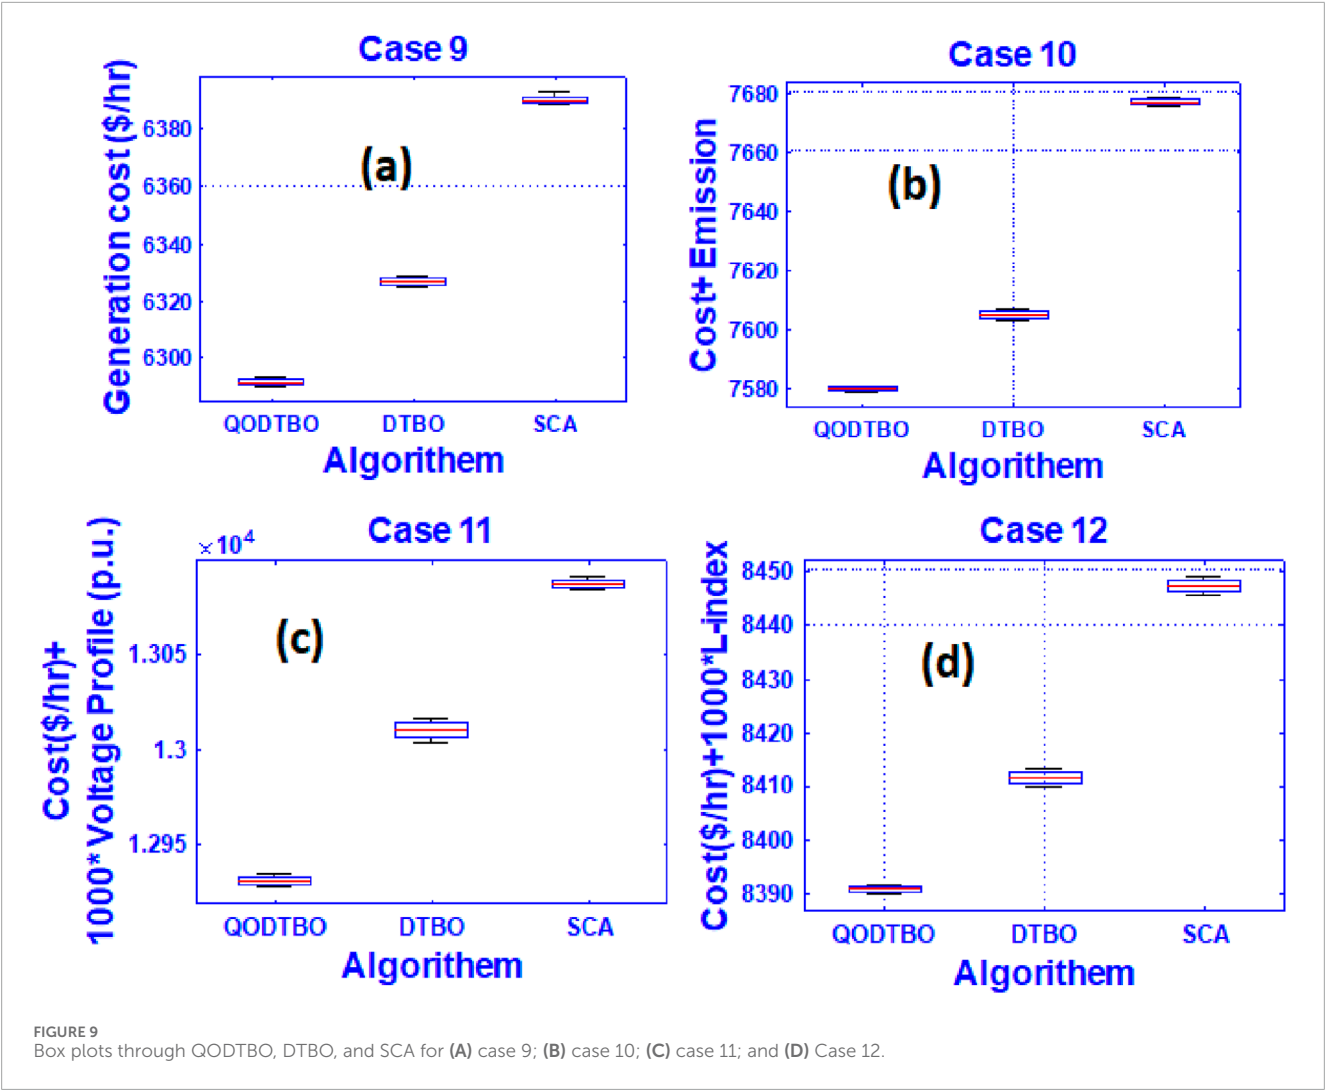 Case 9
Generation cost ($/hr)
6380
6360
6340
6320
6300
(a)
QODTBO DTBO SCA
Algorithem
Case 10
Cost+ Emission
7680
7660
7640
7620
7600
7580
(b)
QODTBO DTBO SCA
Algorithem
Case 11
×10⁴
Cost($/hr)+
1000* Voltage Profile (p.u.)
1.305
1.3
1.295
(c)
QODTBO DTBO SCA
Algorithem
Case 12
Cost($/hr)+1000*L-index
8450
8440
8430
8420
8410
8400
8390
(d)
QODTBO DTBO SCA
Algorithem
FIGURE 9
Box plots through QODTBO, DTBO, and SCA for (A) case 9; (B) case 10; (C) case 11; and (D) Case 12.